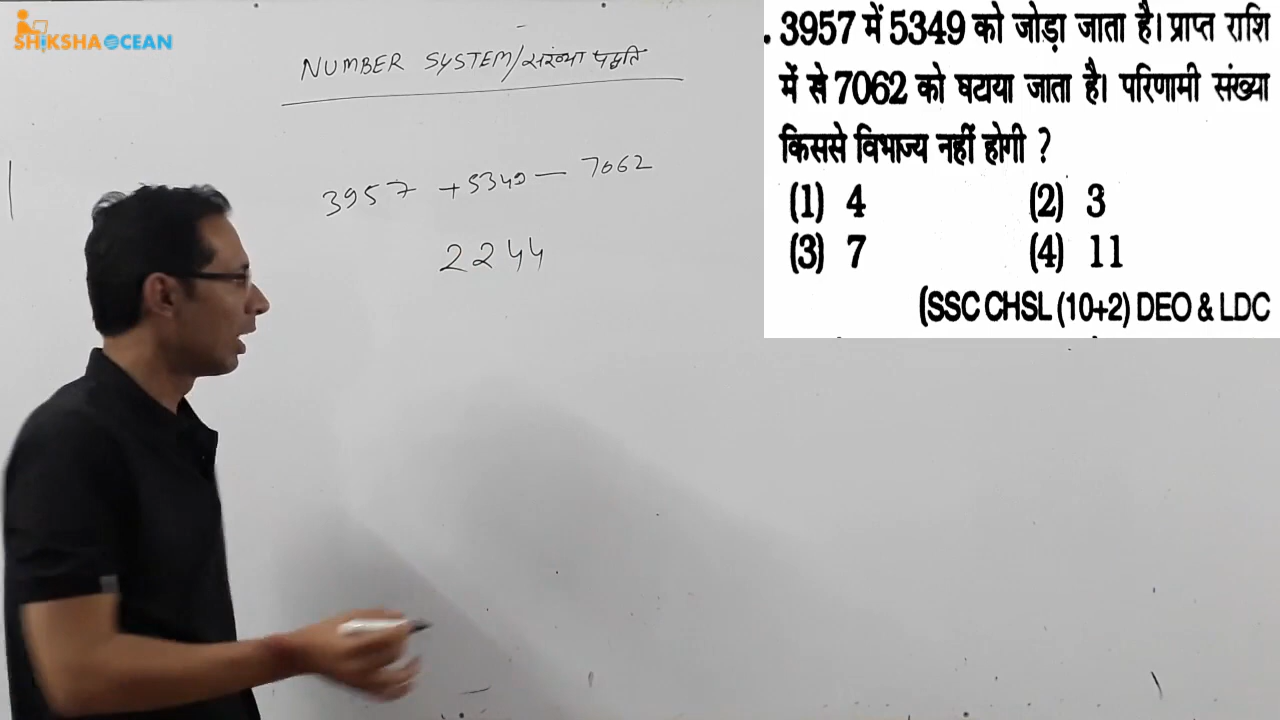 SHIKSHA OCEAN
NUMBER SYSTEM/संख्या पद्धति
3957 + 5349 — 7062
2244
. 3957 में 5349 को जोड़ा जाता है। प्राप्त राशि
में से 7062 को घटाया जाता है। परिणामी संख्या
किससे विभाज्य नहीं होगी ?
(1) 4 (2) 3
(3) 7 (4) 11
(SSC CHSL (10+2) DEO & LDC